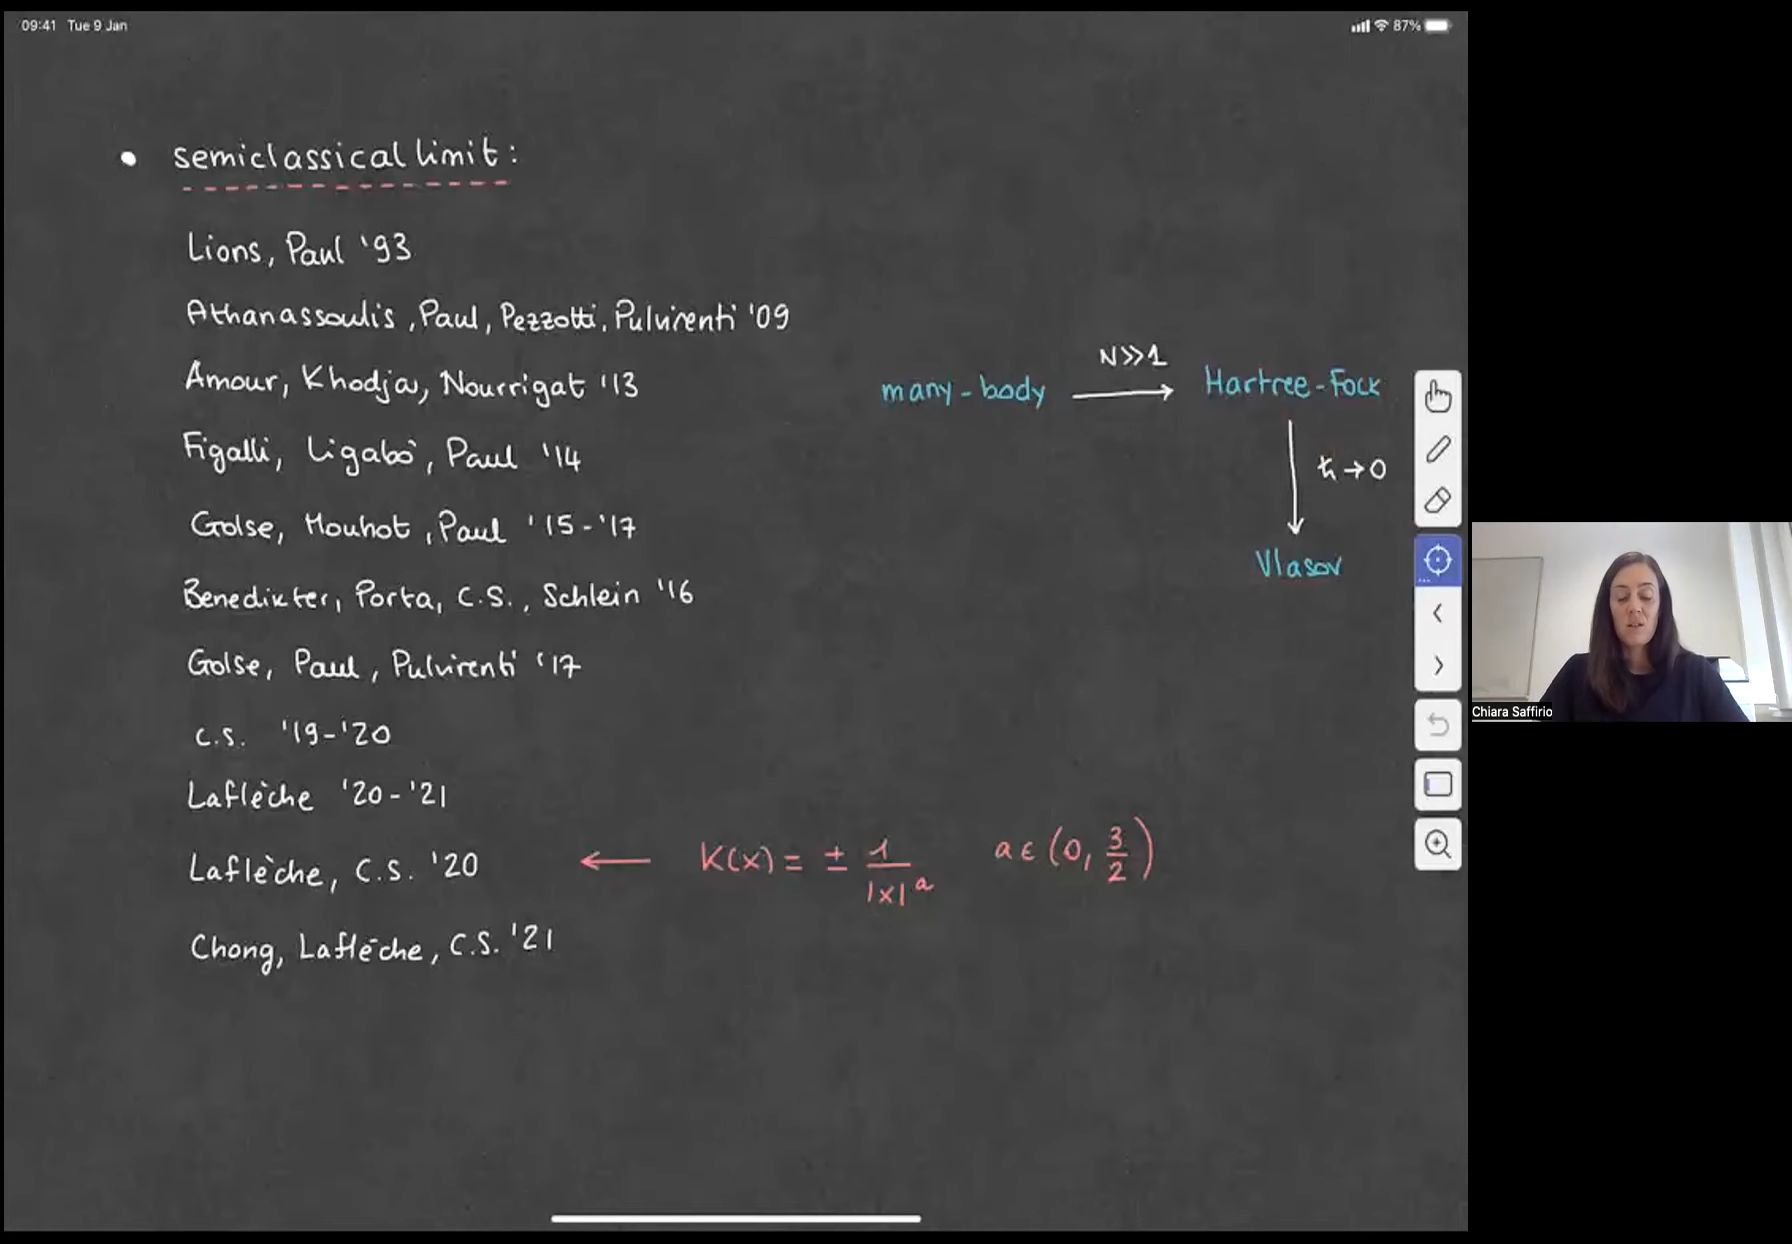 09:41 Tue 9 Jan
87%
• semiclassical limit:
Lions, Paul '93
Athanassoulis, Paul, Pezzotti, Pulvirenti '09
Amour, Khodja, Nourrigat '13
Figalli, Ligabò, Paul '14
Golse, Mouhot, Paul '15-'17
Benedikter, Porta, C.S., Schlein '16
Golse, Paul, Pulvirenti '17
C.S. '19-'20
Laflèche '20-'21
Laflèche, C.S. '20 ← K(x) = ± 1/|x|^a a ∈ (0, 3/2)
Chong, Laflèche, C.S. '21
N≫1
many-body → Hartree-Fock
ħ→0
Vlasov
Chiara Saffirio